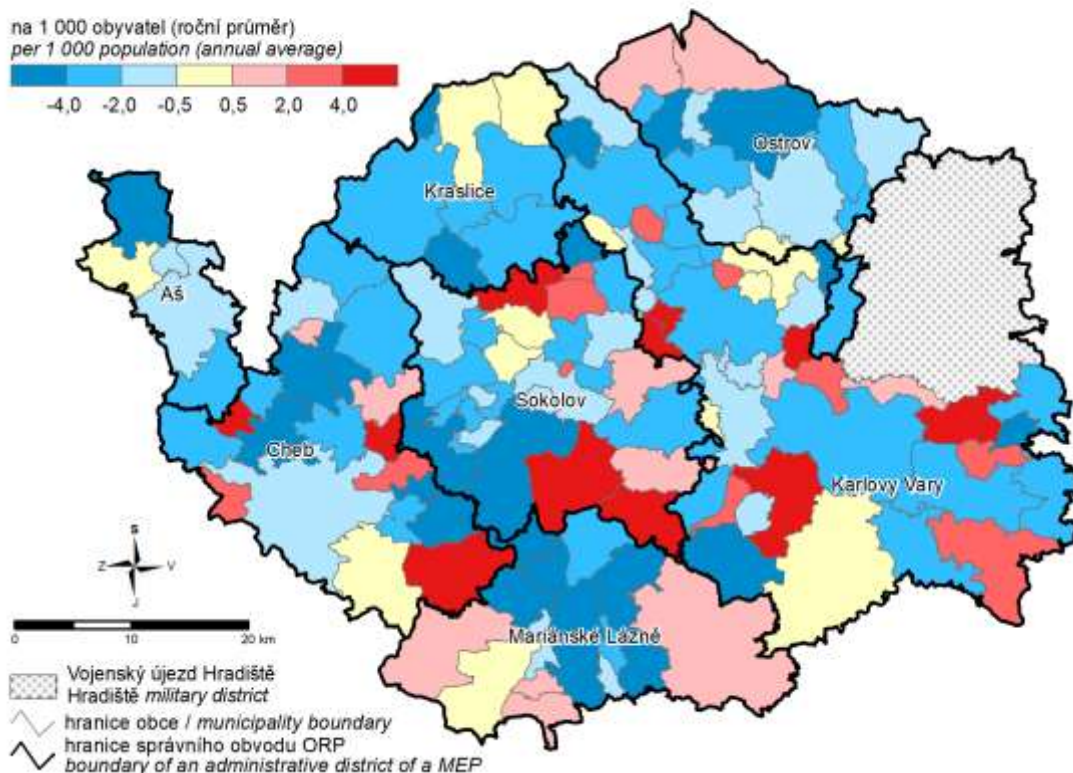 na 1 000 obyvatel (roční průměr)
per 1 000 population (annual average)
-4,0 -2,0 -0,5 0,5 2,0 4,0
Ostrov
Kraslice
Aš
Sokolov
Cheb
Karlovy Vary
Mariánské Lázně
S
Z V
J
0 10 20 km
Vojenský újezd Hradiště
Hradiště military district
hranice obce / municipality boundary
hranice správního obvodu ORP
boundary of an administrative district of a MEP